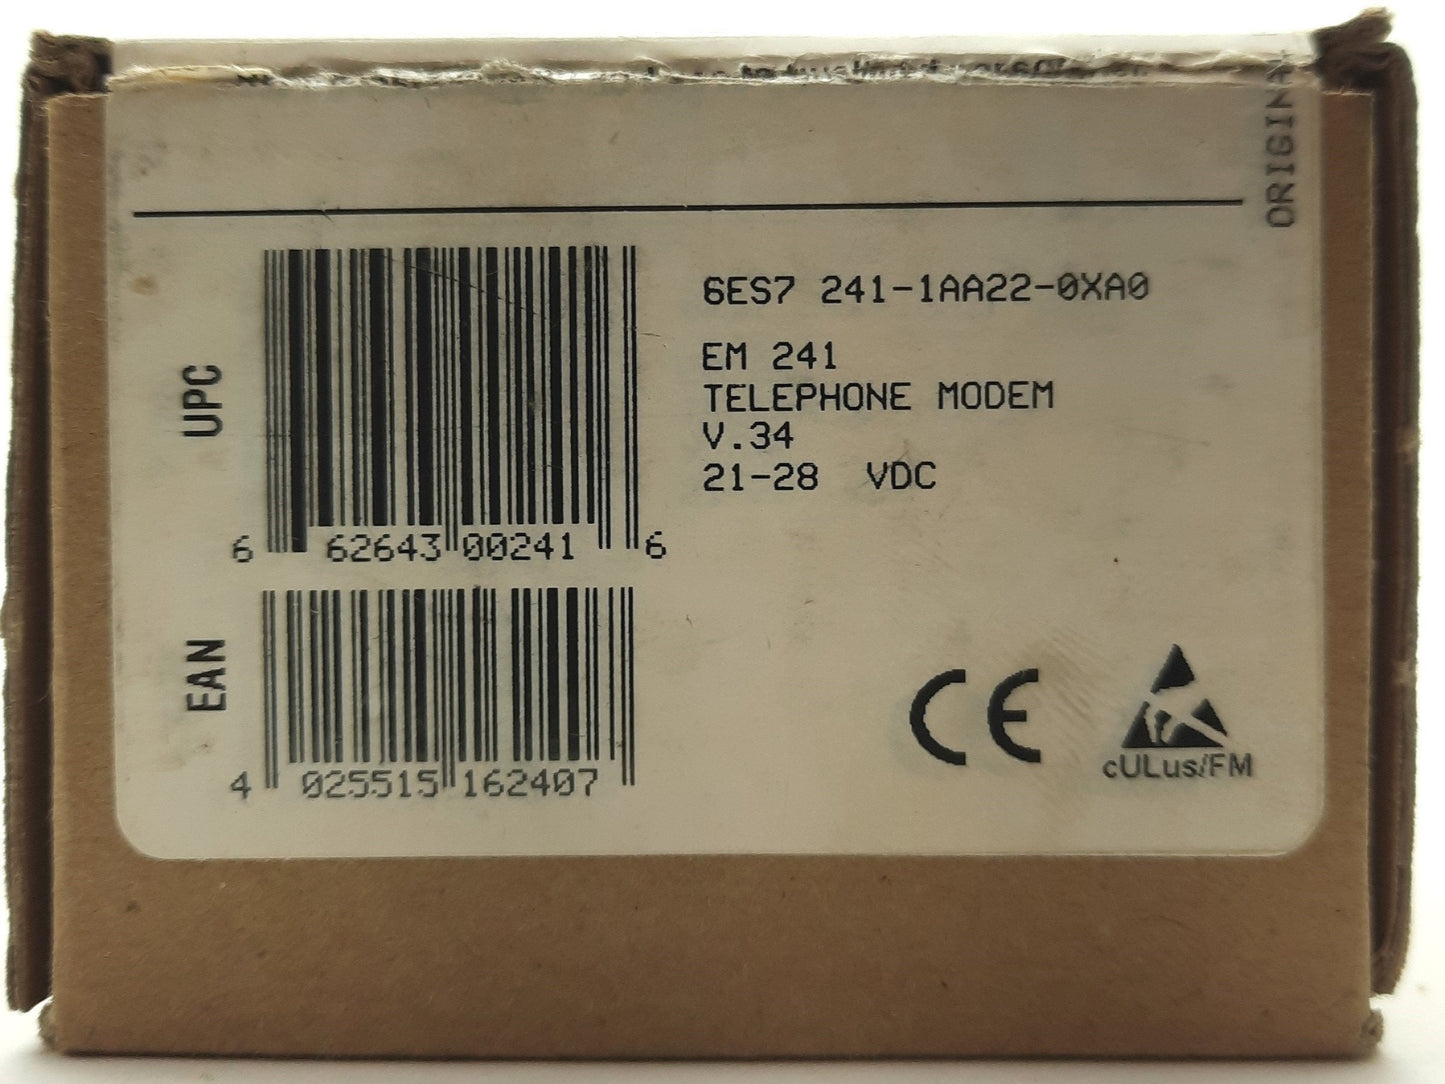 ORIGINA
6ES7 241-1AA22-0XA0
EM 241
TELEPHONE MODEM
V.34
21-28 VDC
UPC
6 62643 00241 6
EAN
4 025515 162407
CE
cULus/FM